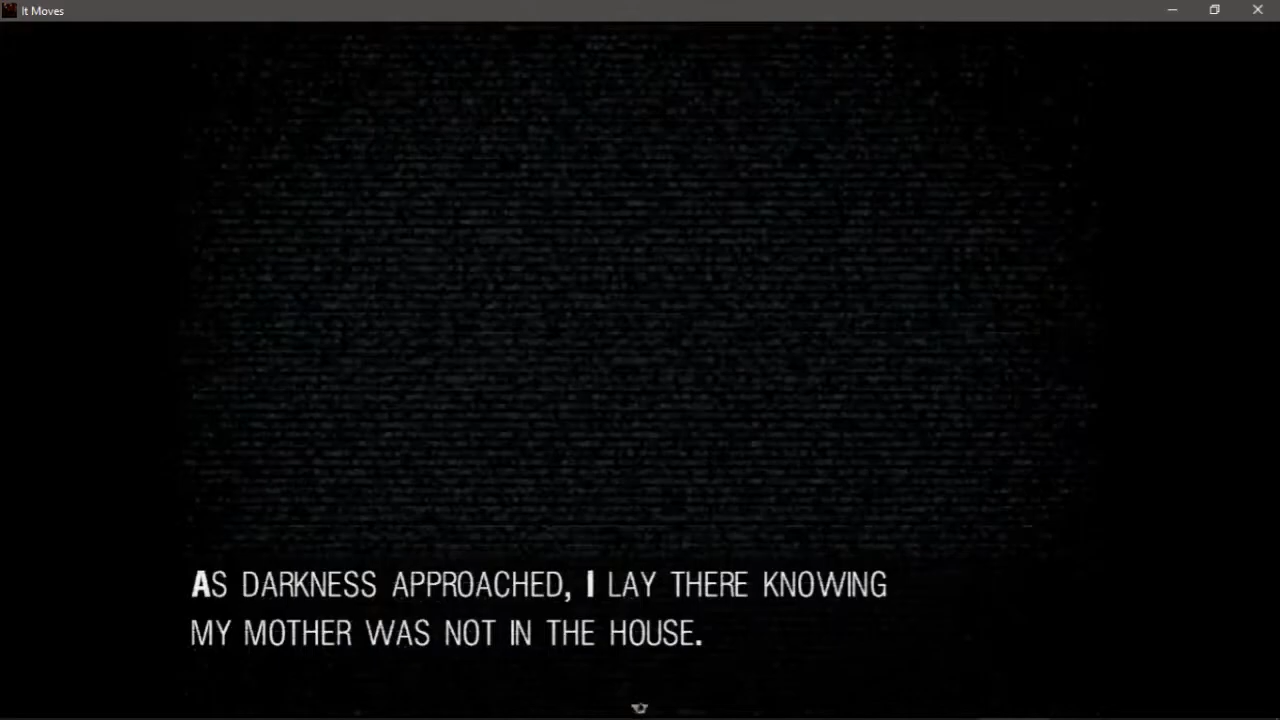 It Moves
AS DARKNESS APPROACHED, I LAY THERE KNOWING
MY MOTHER WAS NOT IN THE HOUSE.